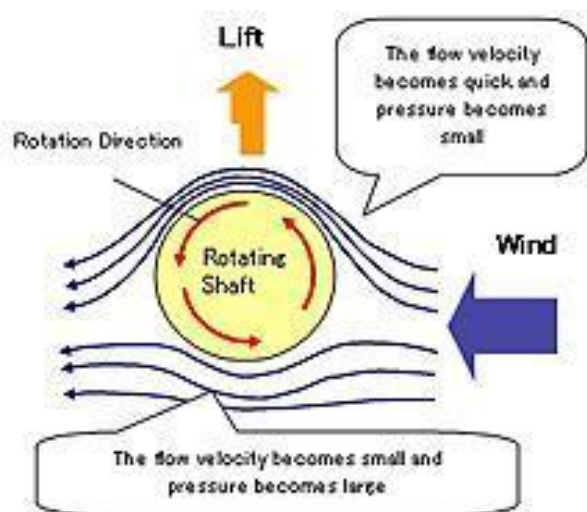 Lift
The flow velocity
becomes quick and
pressure becomes
small
Rotation Direction
Wind
Rotating
Shaft
The flow velocity becomes small and
pressure becomes large